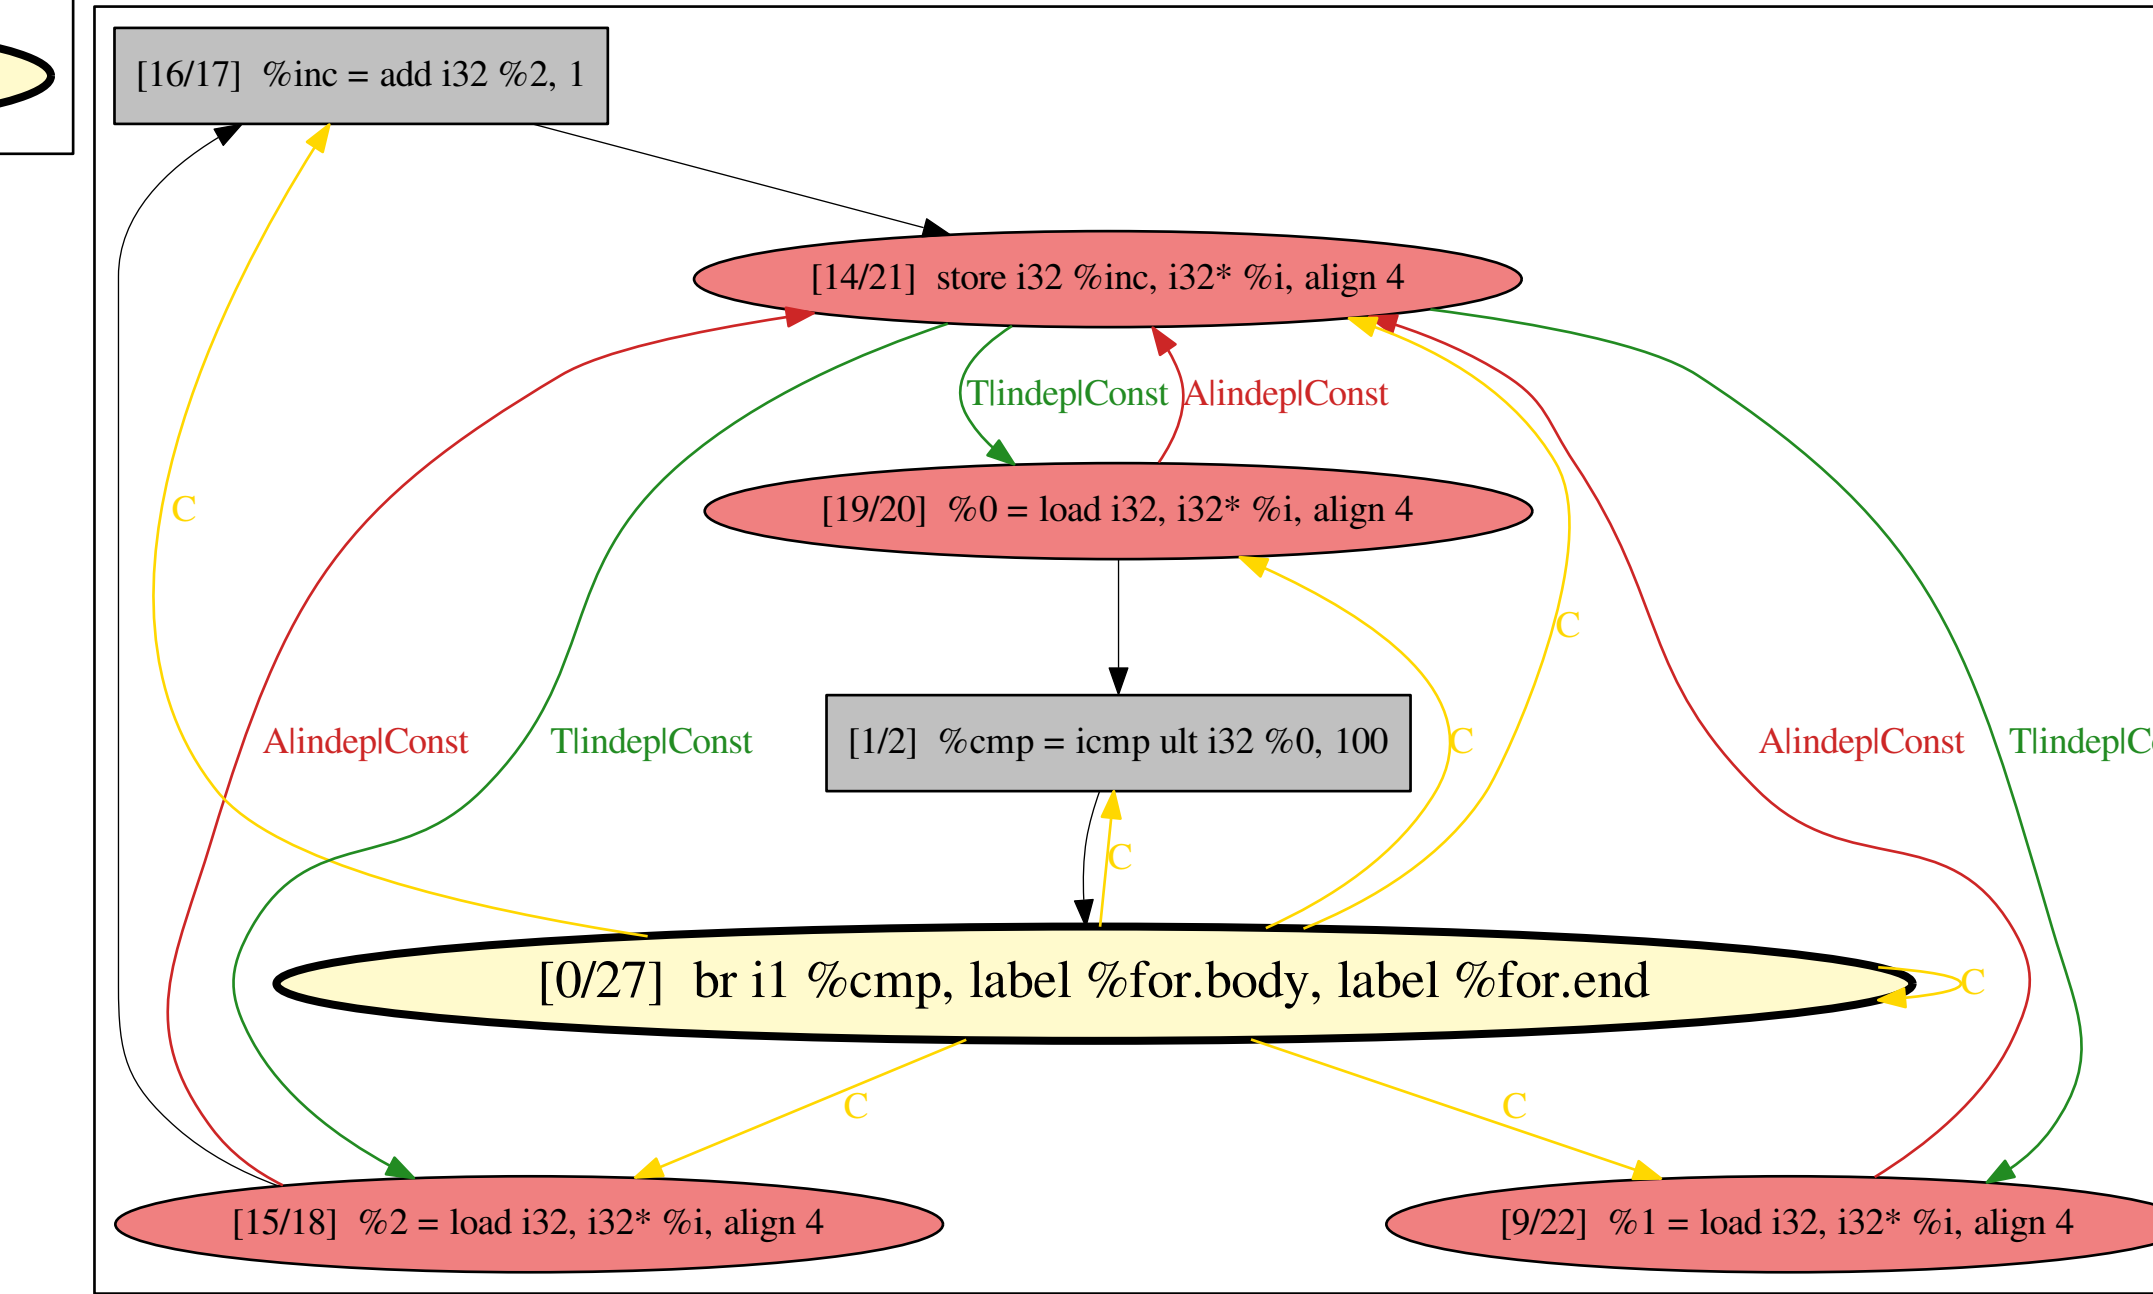 [16/17]  %inc = add i32 %2, 1
[14/21]  store i32 %inc, i32* %i, align 4
T|indep|Const
A|indep|Const
C
[19/20]  %0 = load i32, i32* %i, align 4
C
A|indep|Const
T|indep|Const
[1/2]  %cmp = icmp ult i32 %0, 100
C
A|indep|Const
T|indep|C
C
[0/27]  br i1 %cmp, label %for.body, label %for.end
C
C
C
[15/18]  %2 = load i32, i32* %i, align 4
[9/22]  %1 = load i32, i32* %i, align 4